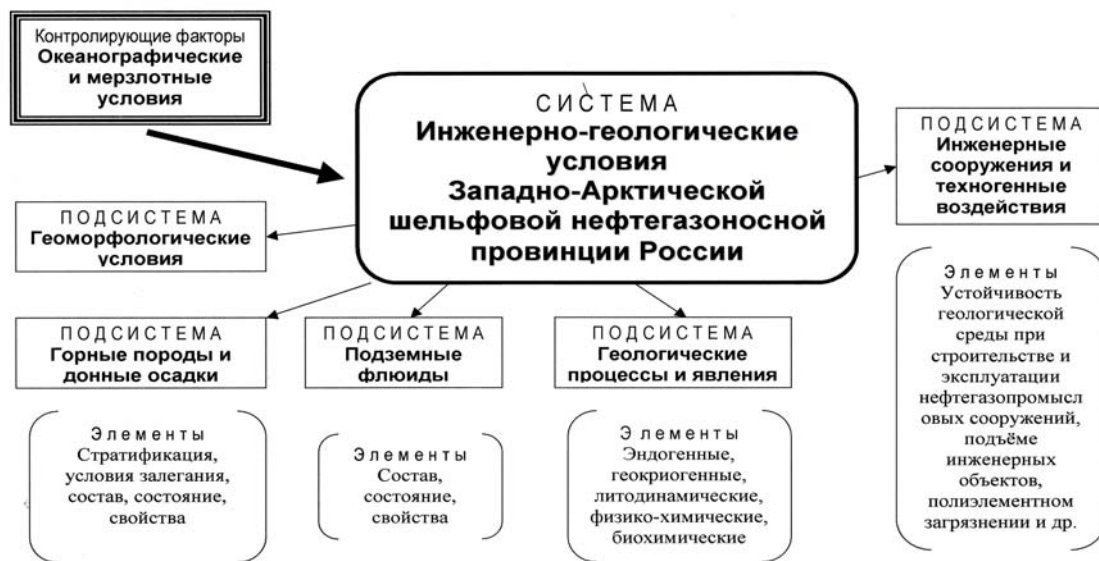 Контролирующие факторы
Океанографические
и мерзлотные
условия
СИСТЕМА
Инженерно-геологические
условия
Западно-Арктической
шельфовой нефтегазоносной
провинции России
ПОДСИСТЕМА
Инженерные
сооружения и
техногенные
воздействия
ПОДСИСТЕМА
Геоморфологические
условия
ПОДСИСТЕМА
Горные породы и
донные осадки
ПОДСИСТЕМА
Подземные
флюиды
ПОДСИСТЕМА
Геологические
процессы и явления
Элементы
Устойчивость
геологической
среды при
строительстве и
эксплуатации
нефтегазопромысл
овых сооружений,
подъёме
инженерных
объектов,
полиэлементном
загрязнении и др.
Элементы
Стратификация,
условия залегания,
состав, состояние,
свойства
Элементы
Состав,
состояние,
свойства
Элементы
Эндогенные,
геокриогенные,
литодинамические,
физико-химические,
биохимические